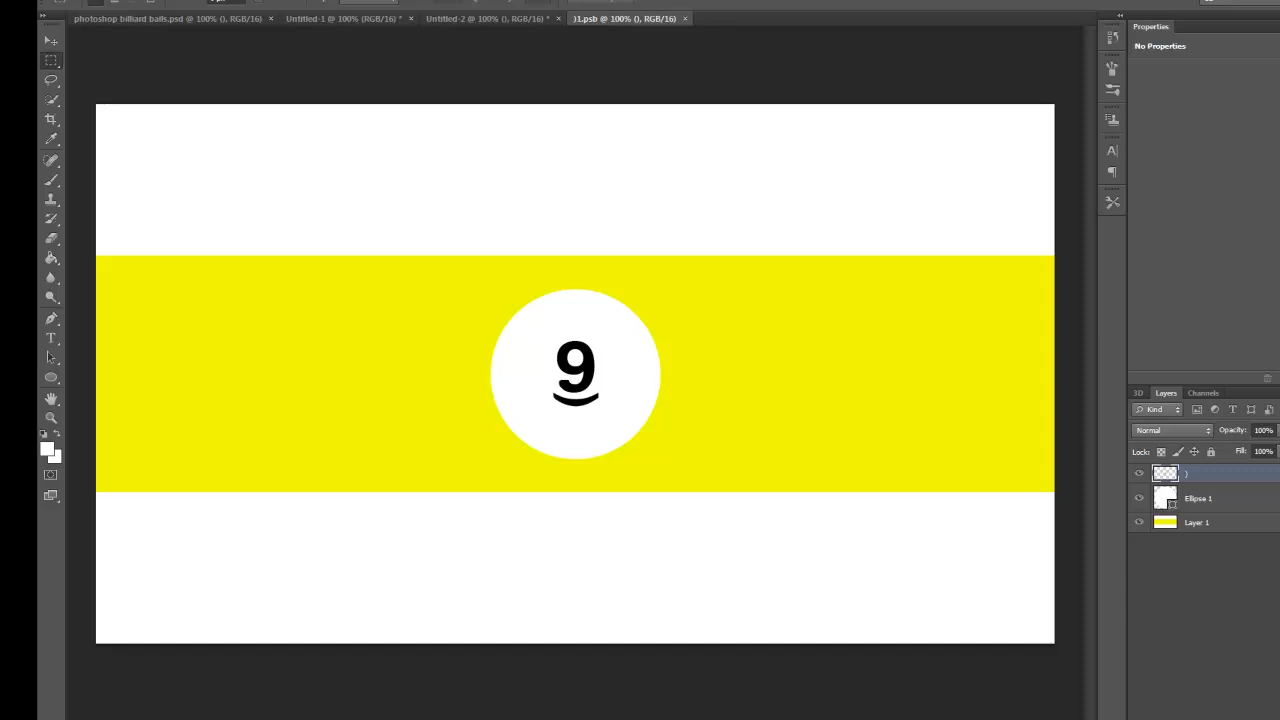 photoshop billiard balls.psd @ 100% (), RGB/16) × Untitled-1 @ 100% (RGB/16) * × Untitled-2 @ 100% (), RGB/16) * × )1.psb @ 100% (), RGB/16) ×
Properties
No Properties
9
3D Layers Channels
Kind
Normal Opacity: 100%
Lock: Fill: 100%
)
Ellipse 1
Layer 1